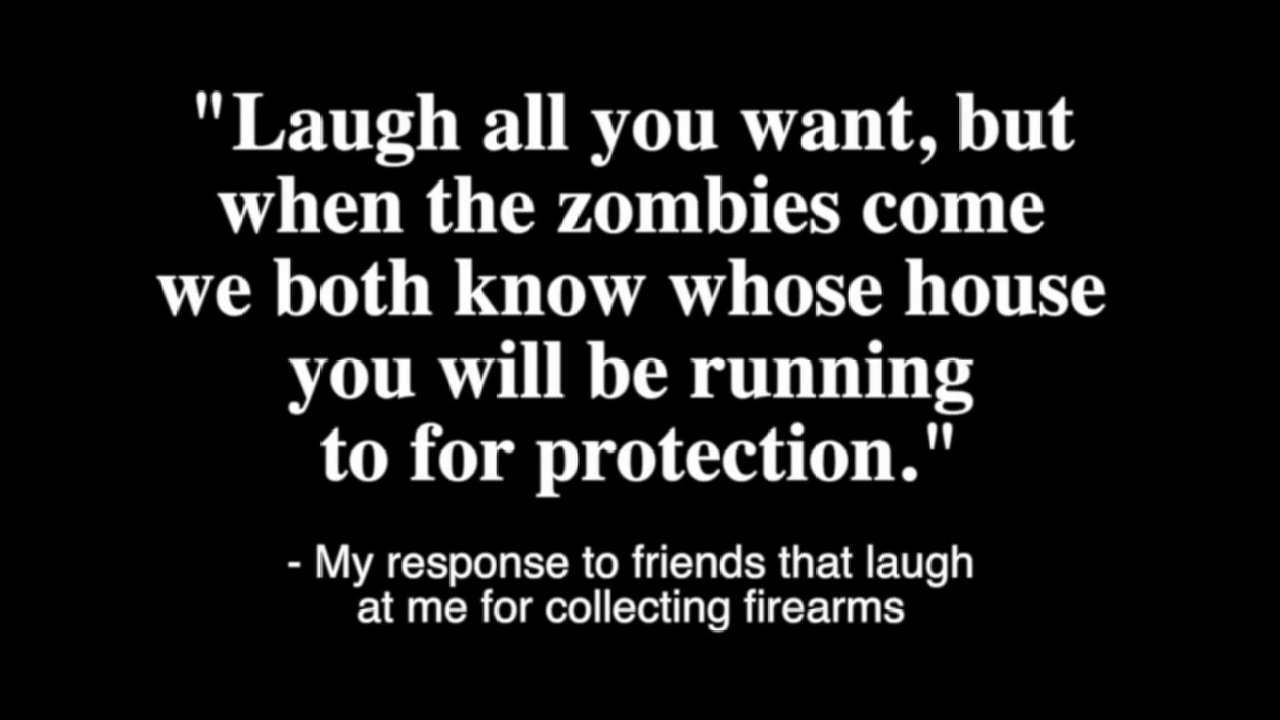 "Laugh all you want, but
when the zombies come
we both know whose house
you will be running
to for protection."
- My response to friends that laugh
at me for collecting firearms